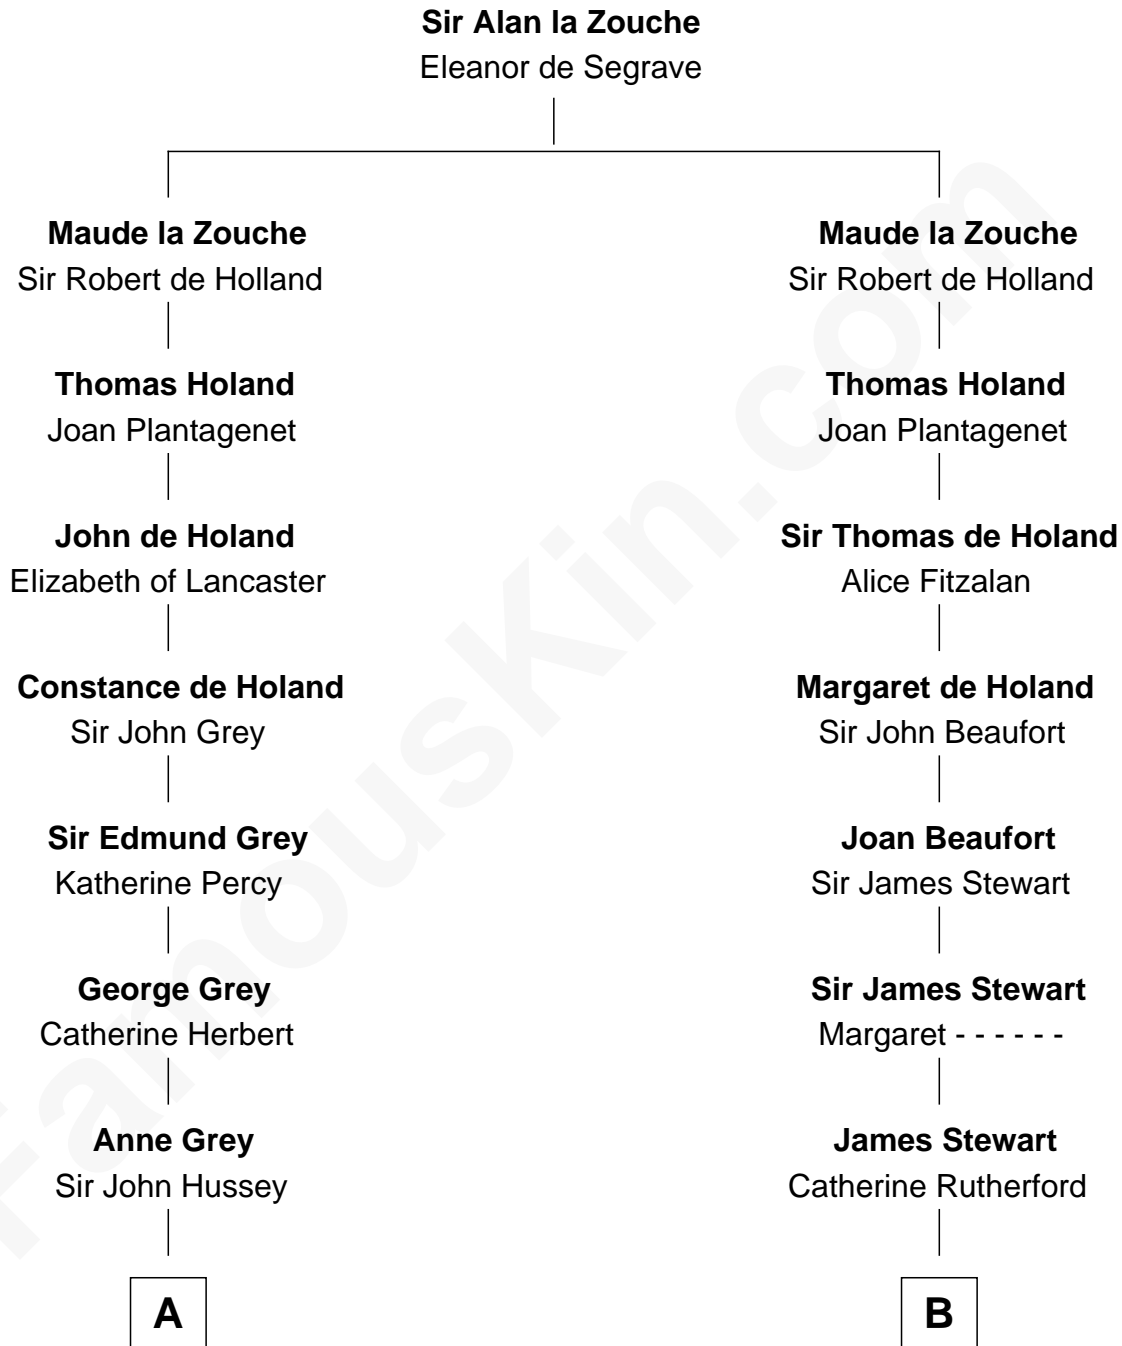 Sir Alan la Zouche
Eleanor de Segrave
Maude la Zouche
Sir Robert de Holland
Maude la Zouche
Sir Robert de Holland
Thomas Holand
Joan Plantagenet
Thomas Holand
Joan Plantagenet
John de Holand
Elizabeth of Lancaster
Sir Thomas de Holand
Alice Fitzalan
Constance de Holand
Sir John Grey
Margaret de Holand
Sir John Beaufort
Sir Edmund Grey
Katherine Percy
Joan Beaufort
Sir James Stewart
George Grey
Catherine Herbert
Sir James Stewart
Margaret - - - - - -
Anne Grey
Sir John Hussey
James Stewart
Catherine Rutherford
A
B
FamousKin.com